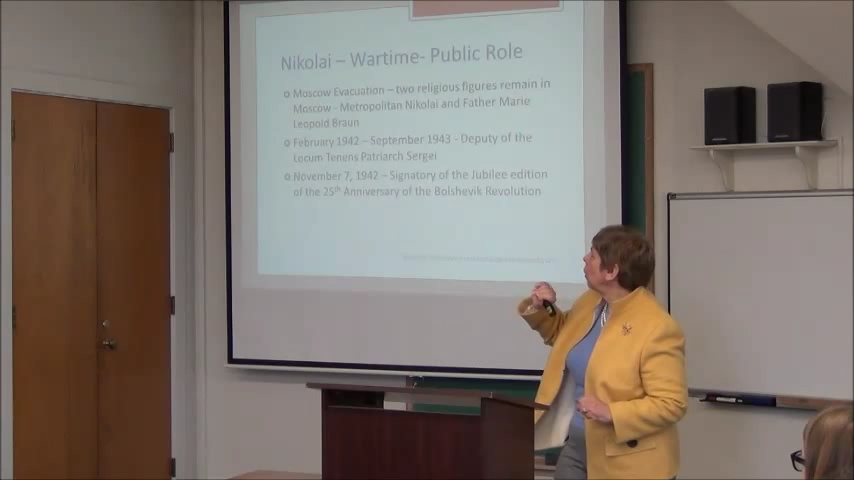 Nikolai – Wartime- Public Role
Moscow Evacuation – two religious figures remain in
Moscow - Metropolitan Nikolai and Father Marie
Leopold Braun
February 1942 – September 1943 - Deputy of the
Locum Tenens Patriarch Sergei
November 7, 1942 – Signatory of the Jubilee edition
of the 25th Anniversary of the Bolshevik Revolution